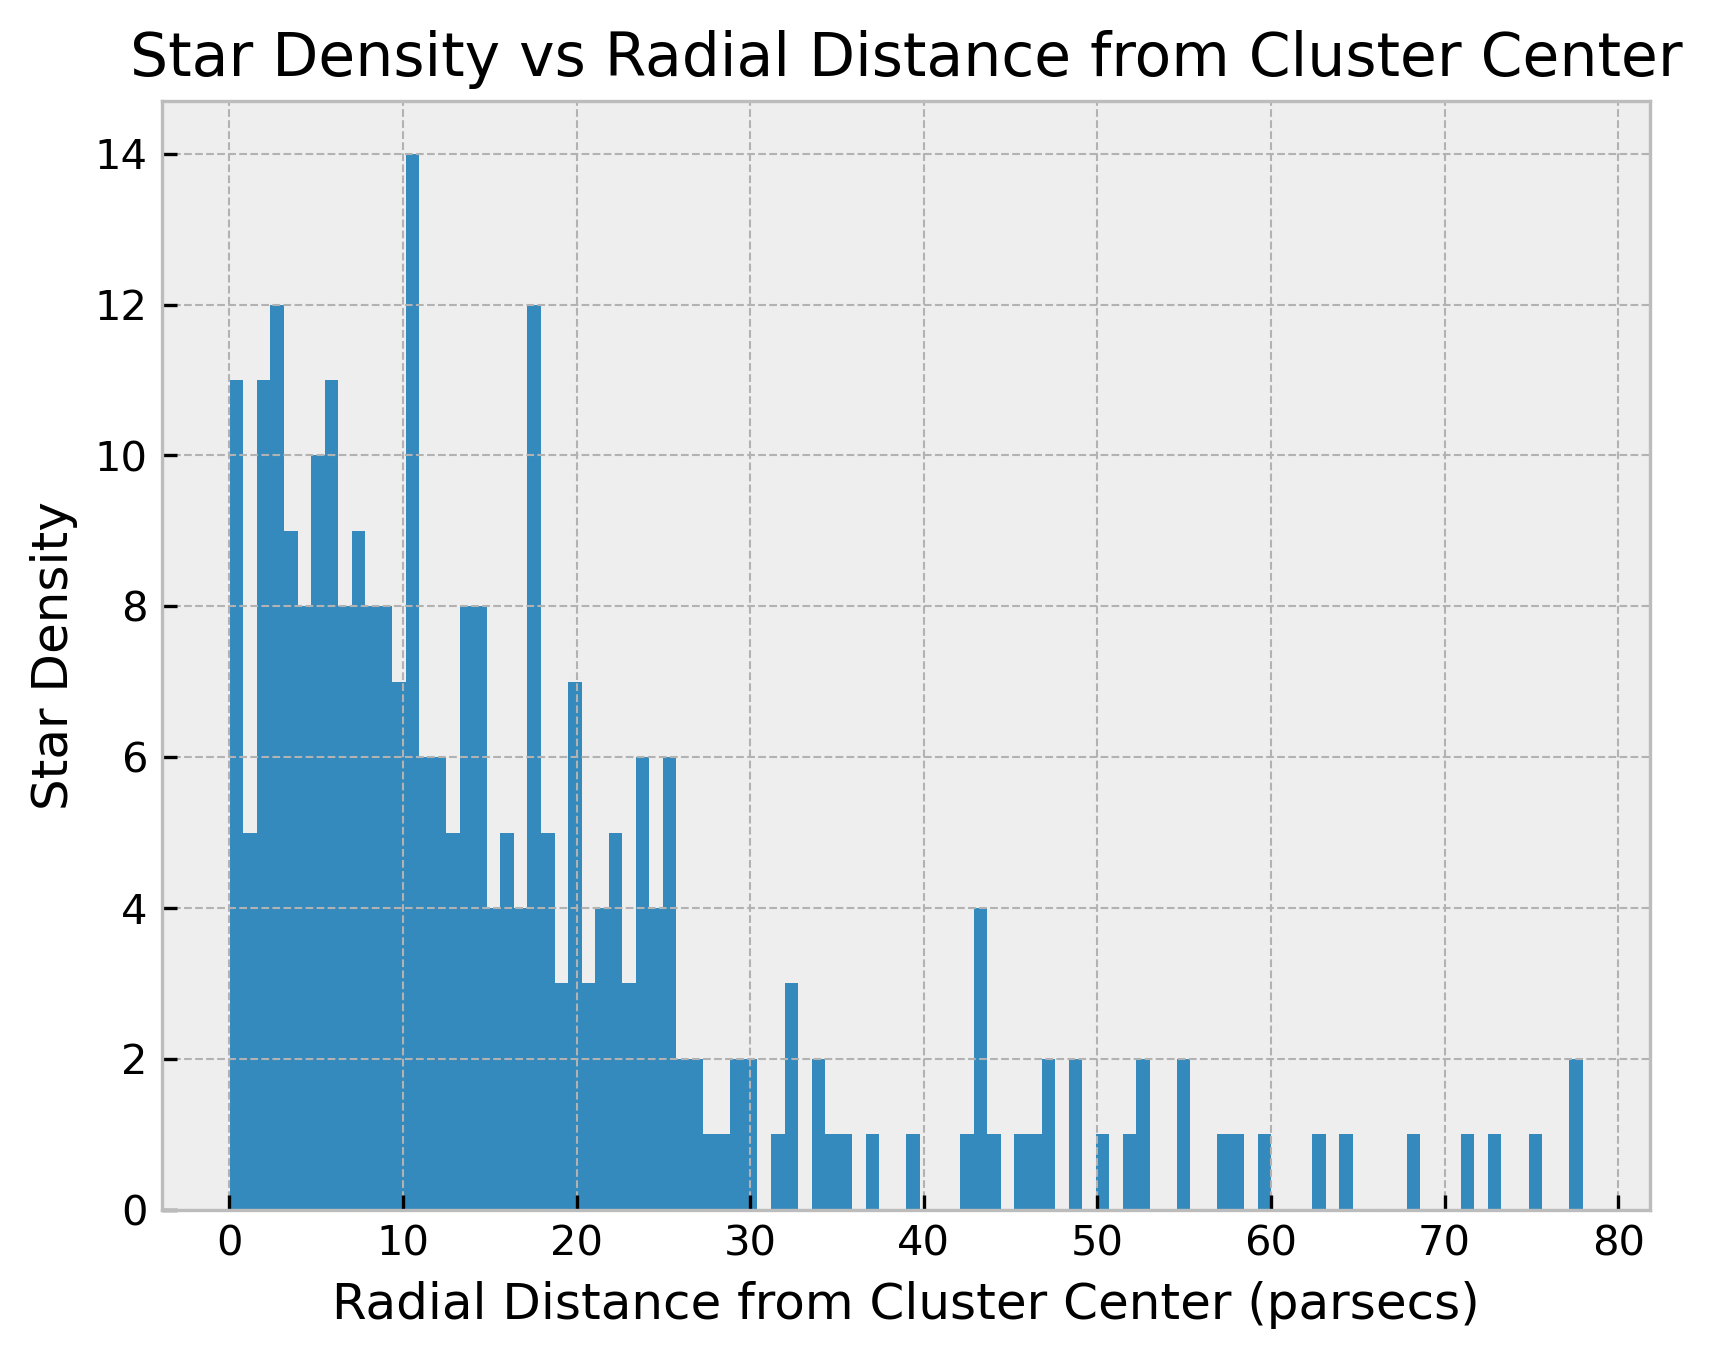 Star Density vs Radial Distance from Cluster Center
14
12
10
8
6
4
2
0
Star Density
0 10 20 30 40 50 60 70 80
Radial Distance from Cluster Center (parsecs)